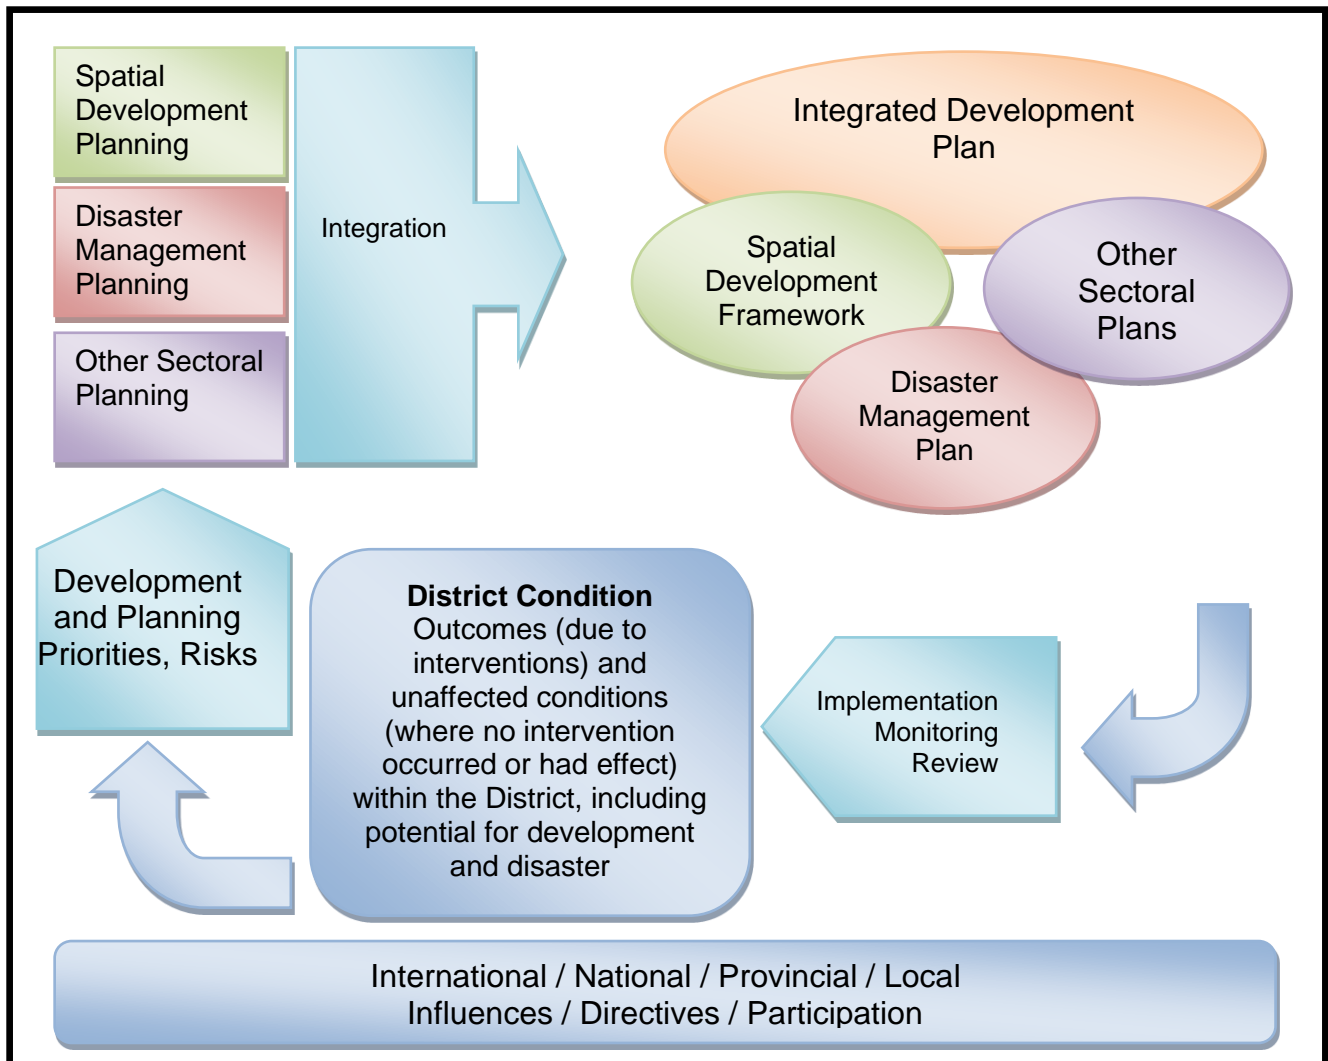 Spatial
Development
Planning
Disaster
Management
Planning
Other Sectoral
Planning
Integration
Integrated Development
Plan
Spatial
Development
Framework
Other
Sectoral
Plans
Disaster
Management
Plan
Development
and Planning
Priorities, Risks
District Condition
Outcomes (due to
interventions) and
unaffected conditions
(where no intervention
occurred or had effect)
within the District, including
potential for development
and disaster
Implementation
Monitoring
Review
International / National / Provincial / Local
Influences / Directives / Participation